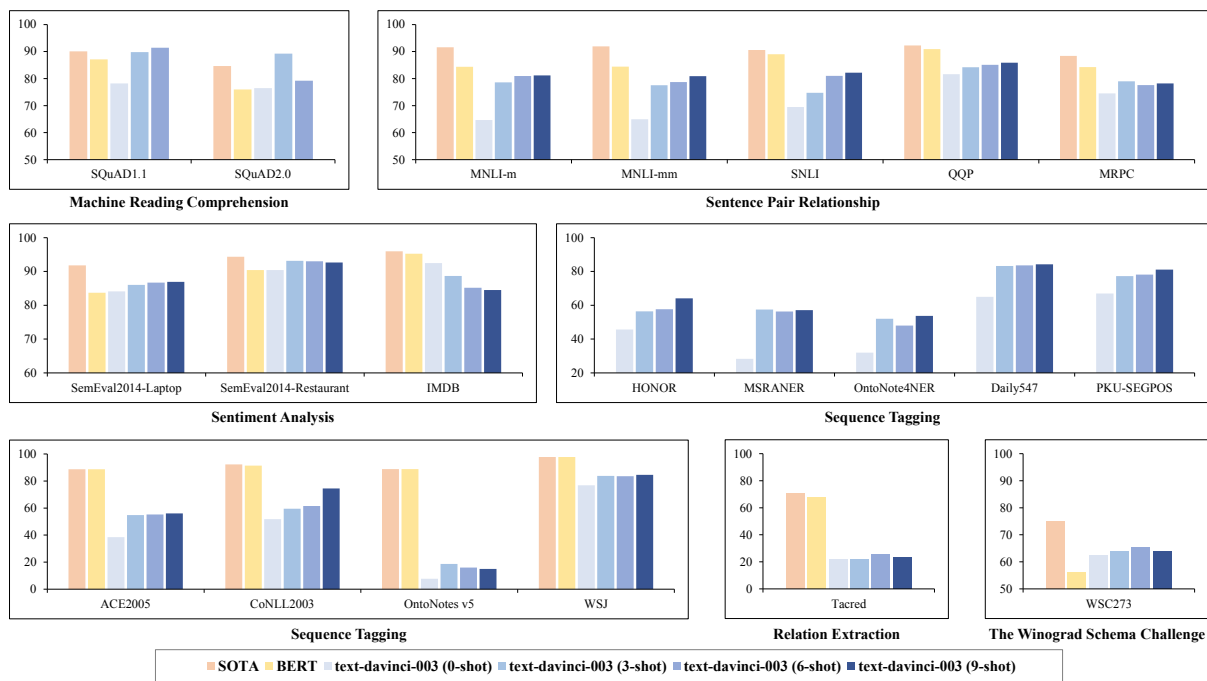 100
90
80
70
60
50
SQuAD1.1 SQuAD2.0
Machine Reading Comprehension
100
90
80
70
60
50
MNLI-m MNLI-mm SNLI QQP MRPC
Sentence Pair Relationship
100
90
80
70
60
SemEval2014-Laptop SemEval2014-Restaurant IMDB
Sentiment Analysis
100
80
60
40
20
HONOR MSRANER OntoNote4NER Daily547 PKU-SEGPOS
Sequence Tagging
100
80
60
40
20
0
ACE2005 CoNLL2003 OntoNotes v5 WSJ
Sequence Tagging
100
80
60
40
20
0
Tacred
Relation Extraction
100
90
80
70
60
50
WSC273
The Winograd Schema Challenge
SOTA BERT text-davinci-003 (0-shot) text-davinci-003 (3-shot) text-davinci-003 (6-shot) text-davinci-003 (9-shot)